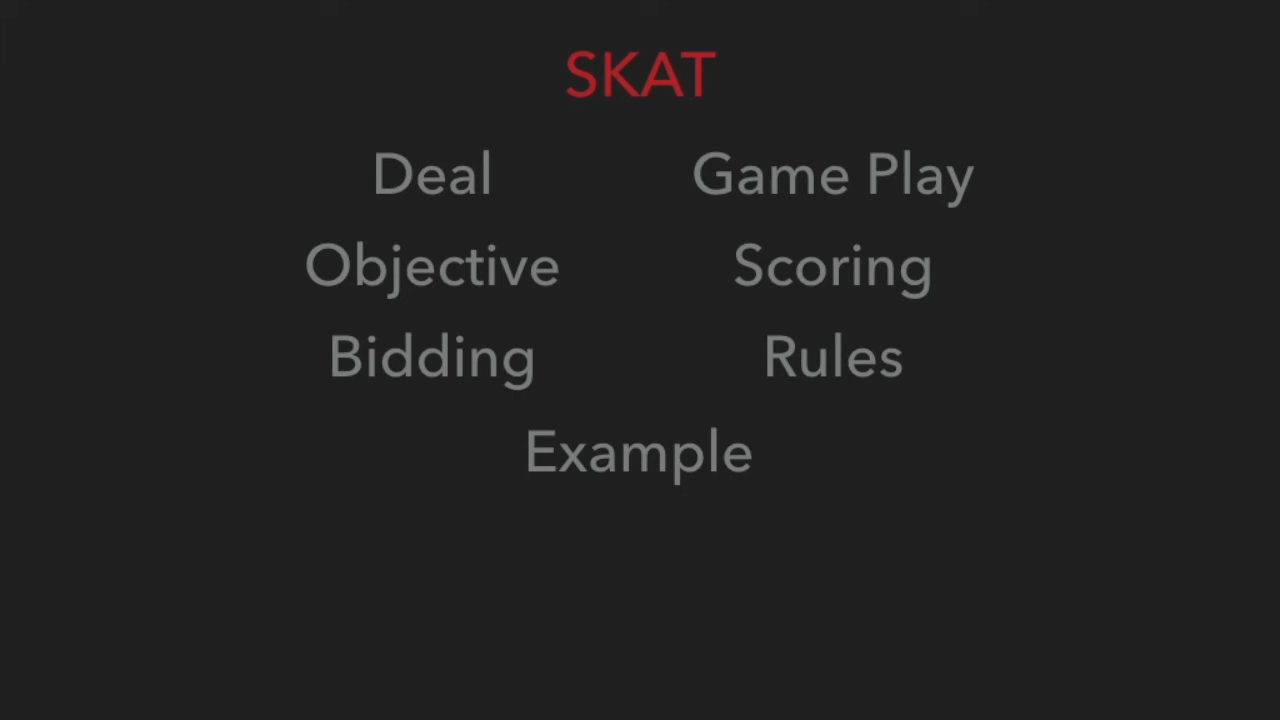 SKAT
Deal
Game Play
Objective
Scoring
Bidding
Rules
Example